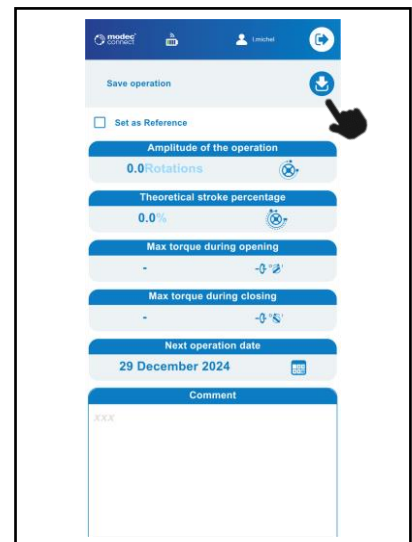 modec
connect
l.michel
Save operation
Set as Reference
Amplitude of the operation
0.0Rotations
Theoretical stroke percentage
0.0%
Max torque during opening
-
Max torque during closing
-
Next operation date
29 December 2024
Comment
xxx